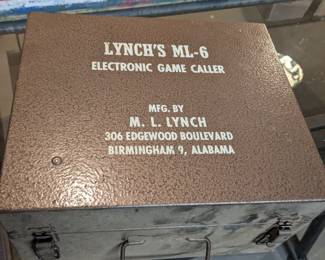 LYNCH'S ML-6
ELECTRONIC GAME CALLER
MFG. BY
M. L. LYNCH
306 EDGEWOOD BOULEVARD
BIRMINGHAM 9, ALABAMA